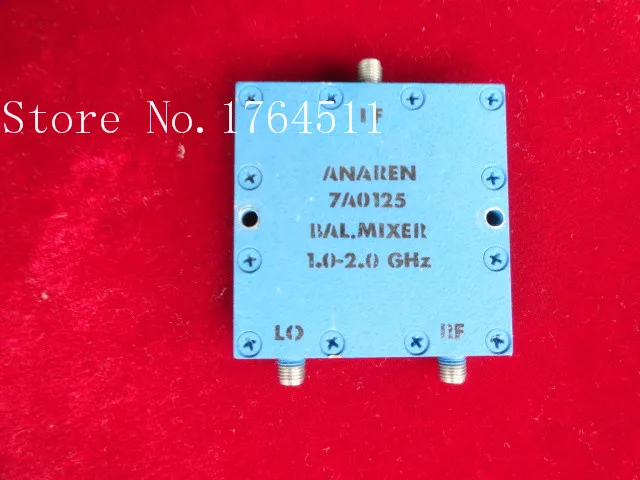 Store No.1764511
IF
ANAREN
7A0125
BAL.MIXER
1.0-2.0 GHz
LO RF